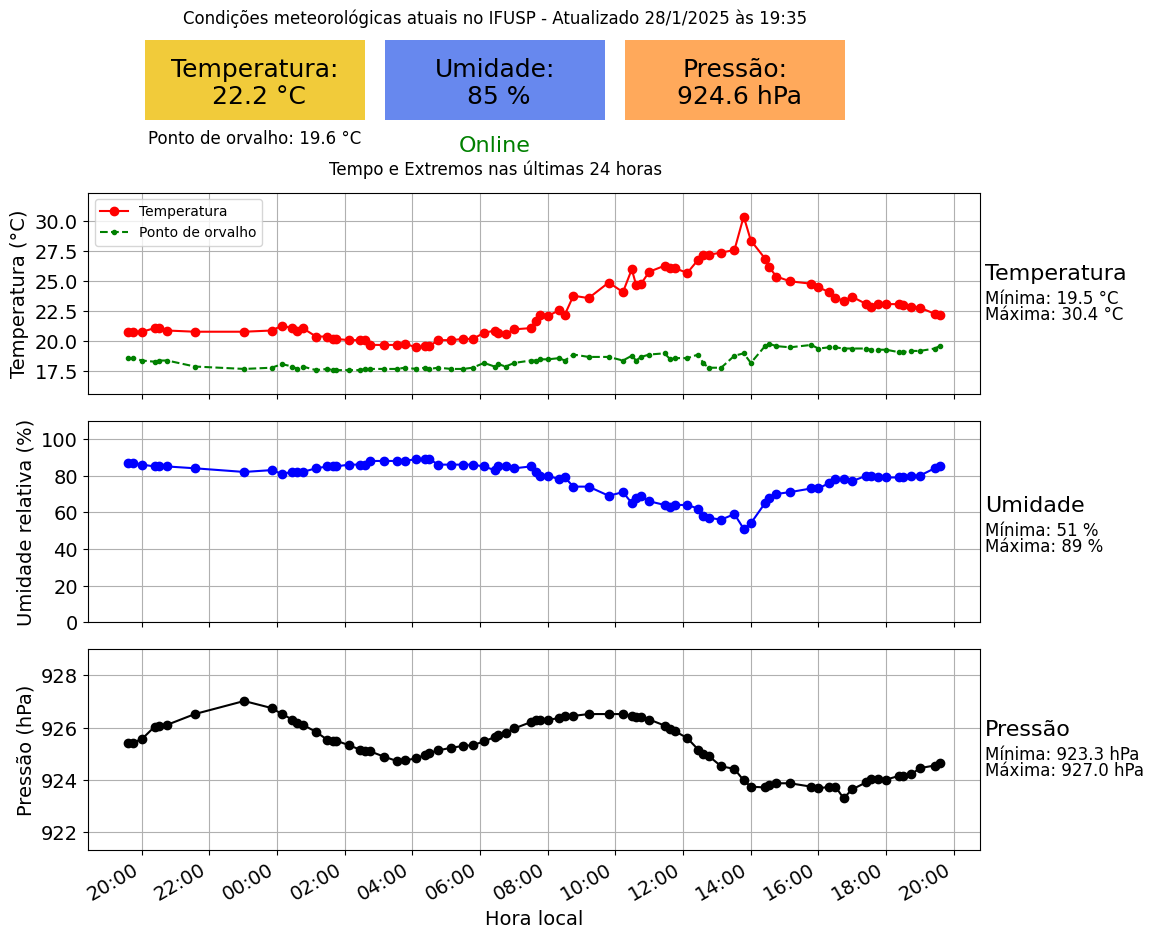 Condições meteorológicas atuais no IFUSP - Atualizado 28/1/2025 às 19:35
Temperatura:
22.2 °C
Umidade:
85 %
Pressão:
924.6 hPa
Ponto de orvalho: 19.6 °C
Online
Tempo e Extremos nas últimas 24 horas
Temperatura (°C)
30.0
27.5
25.0
22.5
20.0
17.5
Temperatura
Ponto de orvalho
Temperatura
Mínima: 19.5 °C
Máxima: 30.4 °C
Umidade relativa (%)
100
80
60
40
20
0
Umidade
Mínima: 51 %
Máxima: 89 %
Pressão (hPa)
928
926
924
922
Pressão
Mínima: 923.3 hPa
Máxima: 927.0 hPa
20:00 22:00 00:00 02:00 04:00 06:00 08:00 10:00 12:00 14:00 16:00 18:00 20:00
Hora local